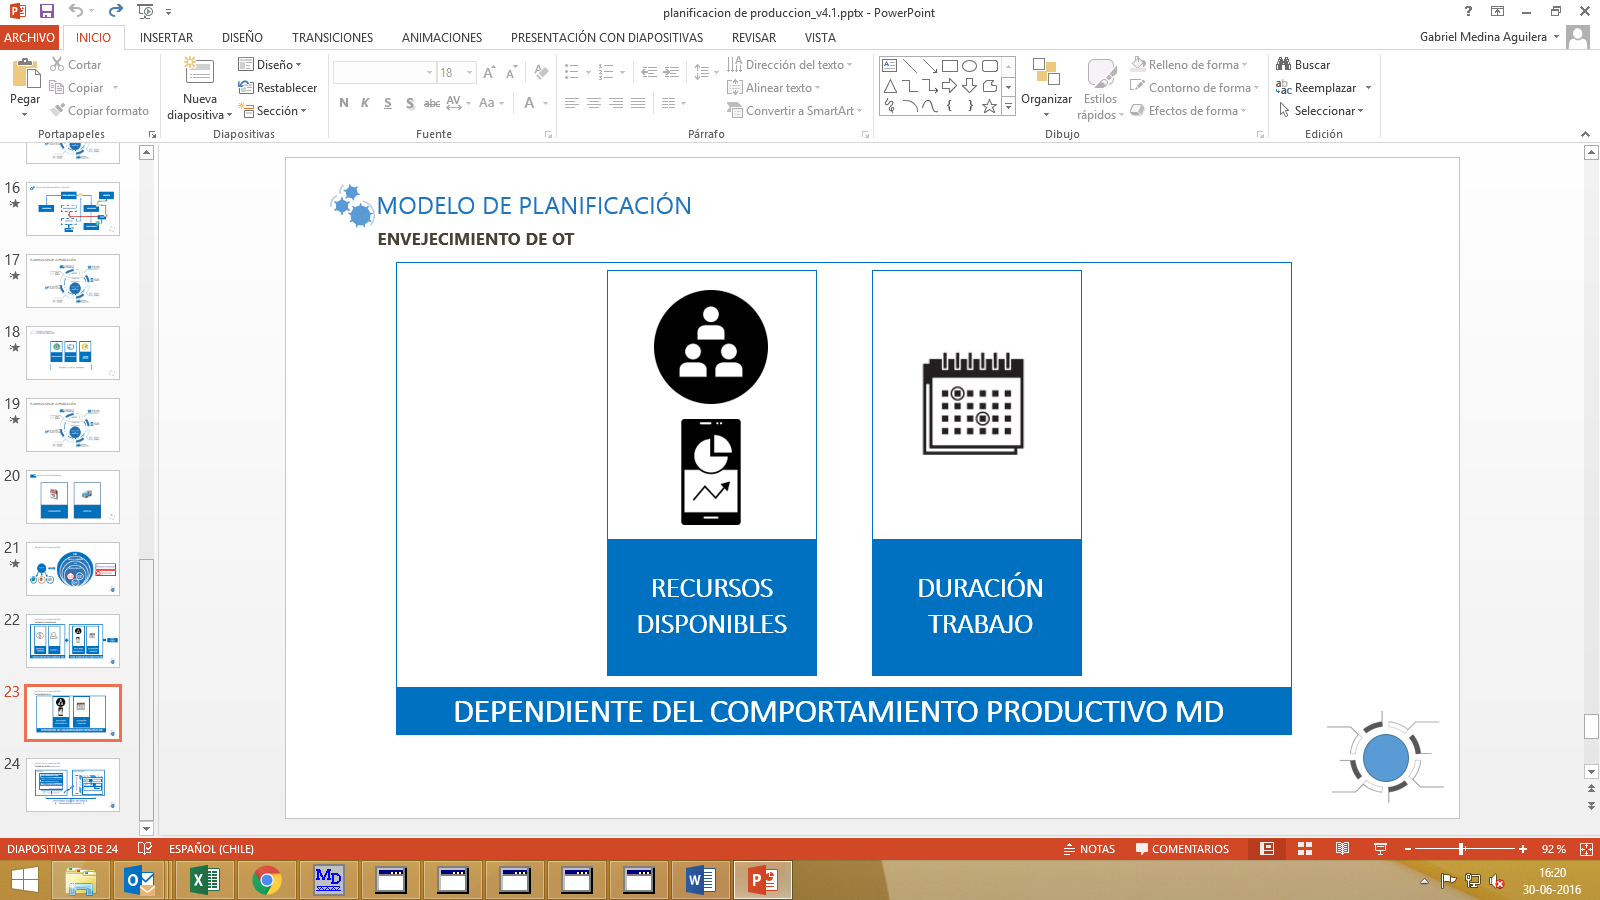 planificacion de produccion_v4.1.pptx - PowerPoint
ARCHIVO INICIO INSERTAR DISEÑO TRANSICIONES ANIMACIONES PRESENTACIÓN CON DIAPOSITIVAS REVISAR VISTA Gabriel Medina Aguilera
Pegar
Cortar
Copiar
Copiar formato
Portapapeles
Nueva
diapositiva
Diseño
Restablecer
Sección
Diapositivas
18
N K S S abc AV Aa A
Fuente
Dirección del texto
Alinear texto
Convertir a SmartArt
Párrafo
Organizar
Estilos
rápidos
Relleno de forma
Contorno de forma
Efectos de forma
Dibujo
Buscar
Reemplazar
Seleccionar
Edición
16
17
18
19
20
21
22
23
24
MODELO DE PLANIFICACIÓN
ENVEJECIMIENTO DE OT
RECURSOS
DISPONIBLES
DURACIÓN
TRABAJO
DEPENDIENTE DEL COMPORTAMIENTO PRODUCTIVO MD
DIAPOSITIVA 23 DE 24 ESPAÑOL (CHILE) NOTAS COMENTARIOS 92 %
16:20
30-06-2016